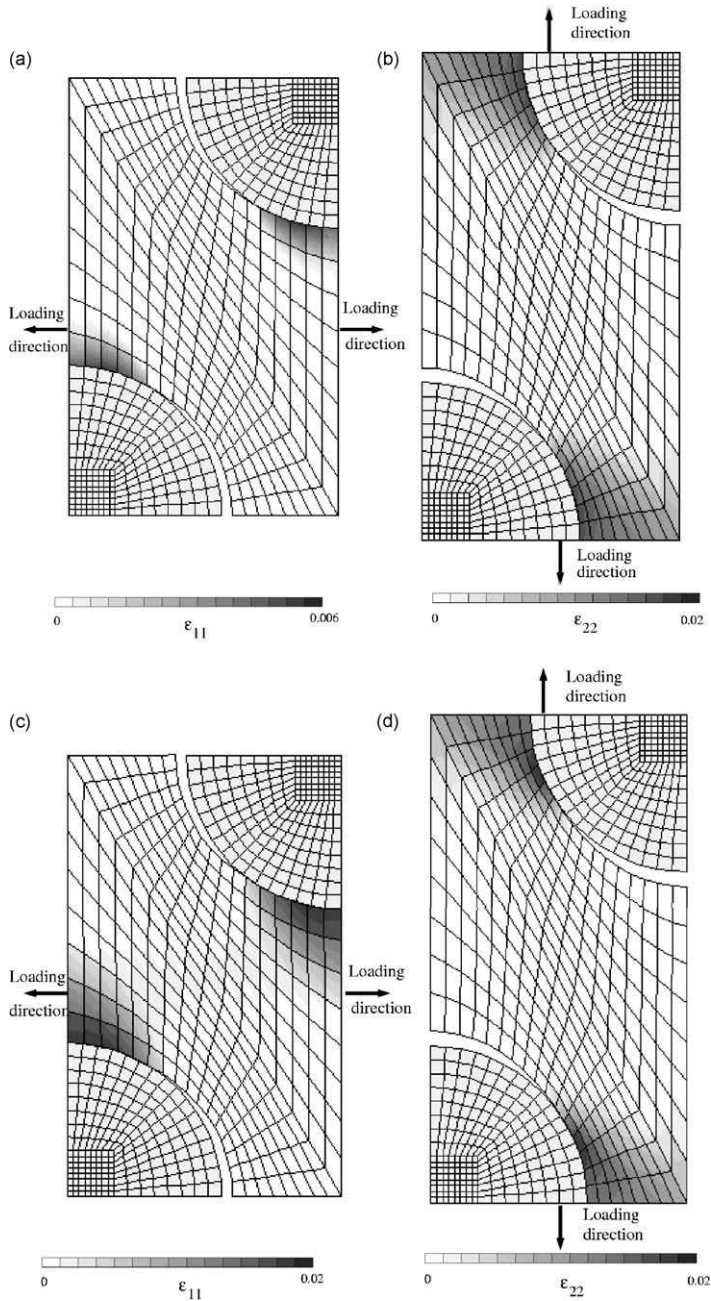 Loading
direction
(a)
(b)
Loading
direction
Loading
direction
Loading
direction
0
0.006
ε11
0
0.02
ε22
Loading
direction
(c)
(d)
Loading
direction
Loading
direction
Loading
direction
0
0.02
ε11
0
0.02
ε22